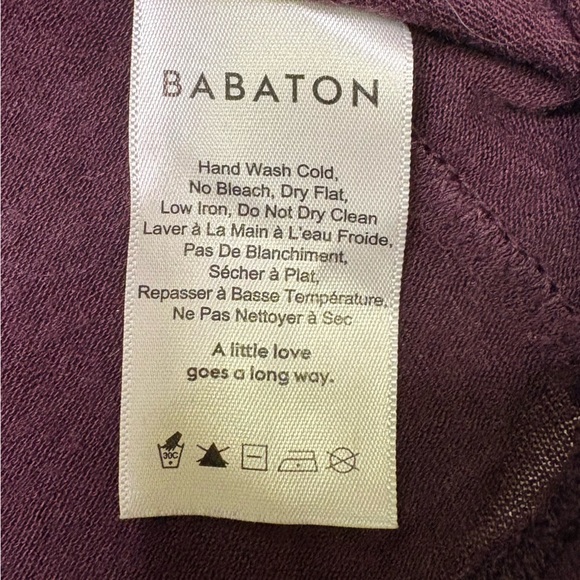 BABATON
Hand Wash Cold,
No Bleach, Dry Flat,
Low Iron, Do Not Dry Clean
Laver à La Main à L'eau Froide,
Pas De Blanchiment,
Sécher à Plat,
Repasser à Basse Température,
Ne Pas Nettoyer à Sec
A little love
goes a long way.
30C